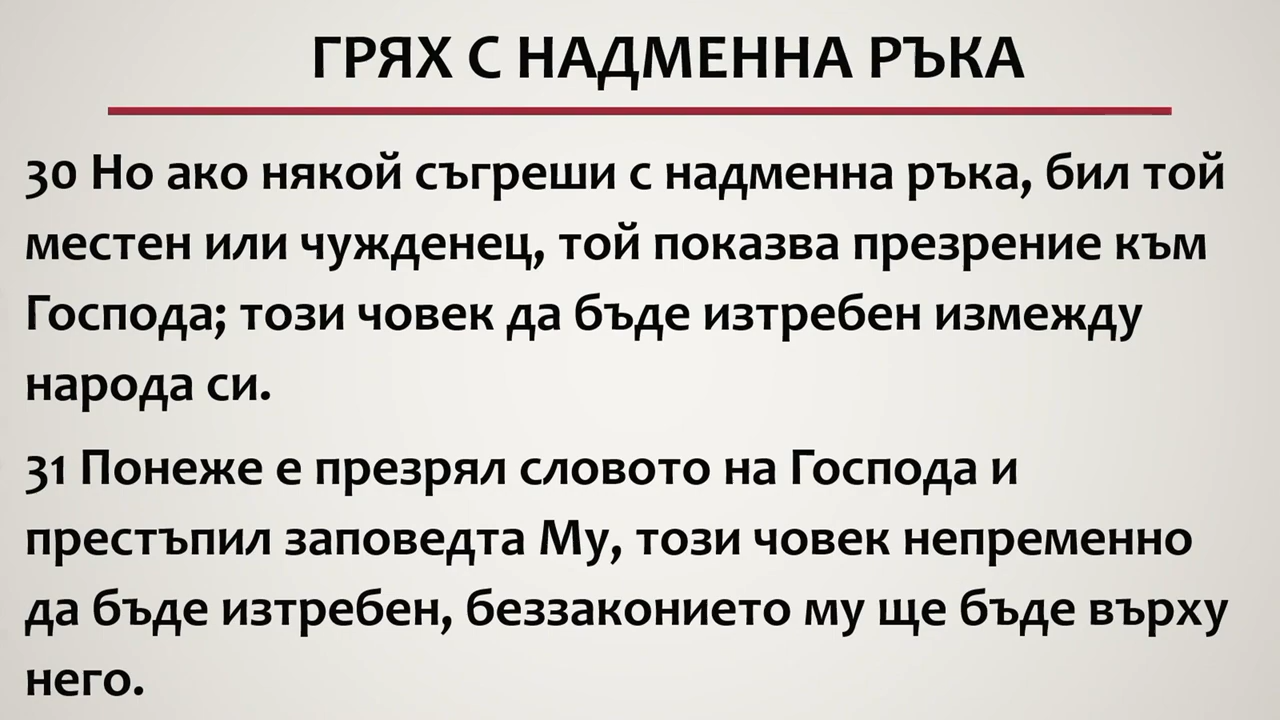 ГРЯХ С НАДМЕННА РЪКА
30 Но ако някой съгреши с надменна ръка, бил той
местен или чужденец, той показва презрение към
Господа; този човек да бъде изтребен измежду
народа си.
31 Понеже е презрял словото на Господа и
престъпил заповедта Му, този човек непременно
да бъде изтребен, беззаконието му ще бъде върху
него.